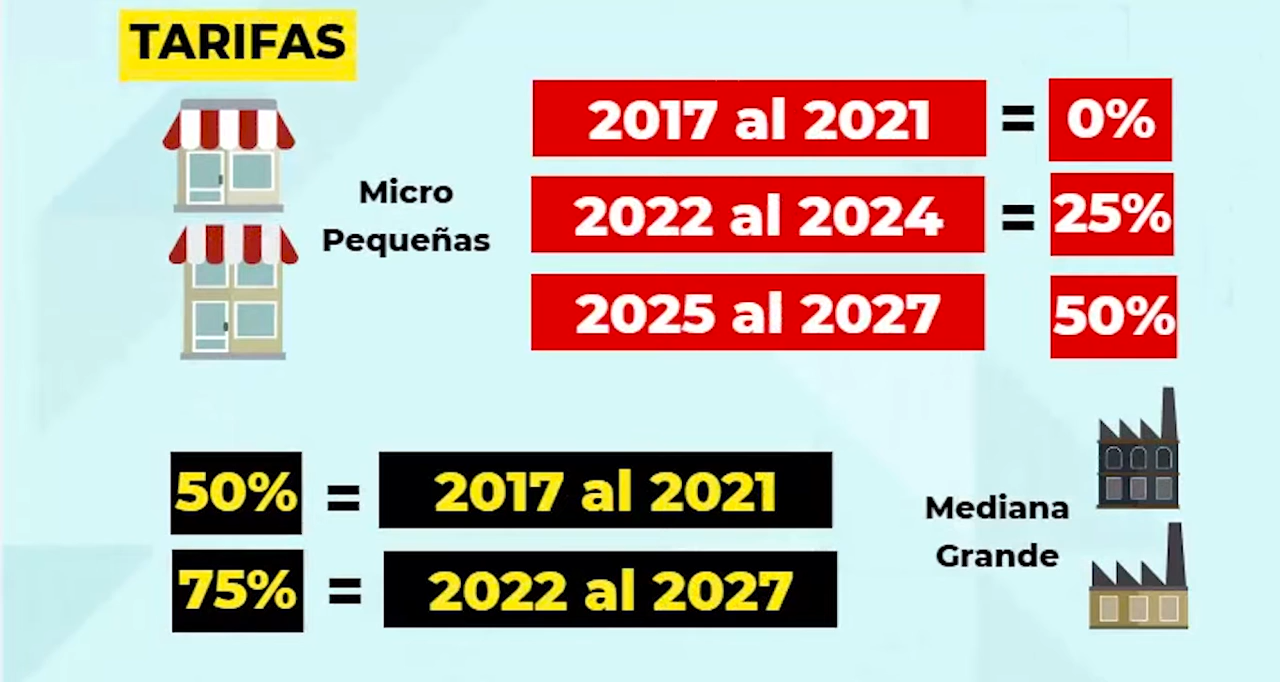 TARIFAS
Micro
Pequeñas
2017 al 2021 = 0%
2022 al 2024 = 25%
2025 al 2027 50%
50% = 2017 al 2021
75% = 2022 al 2027
Mediana
Grande